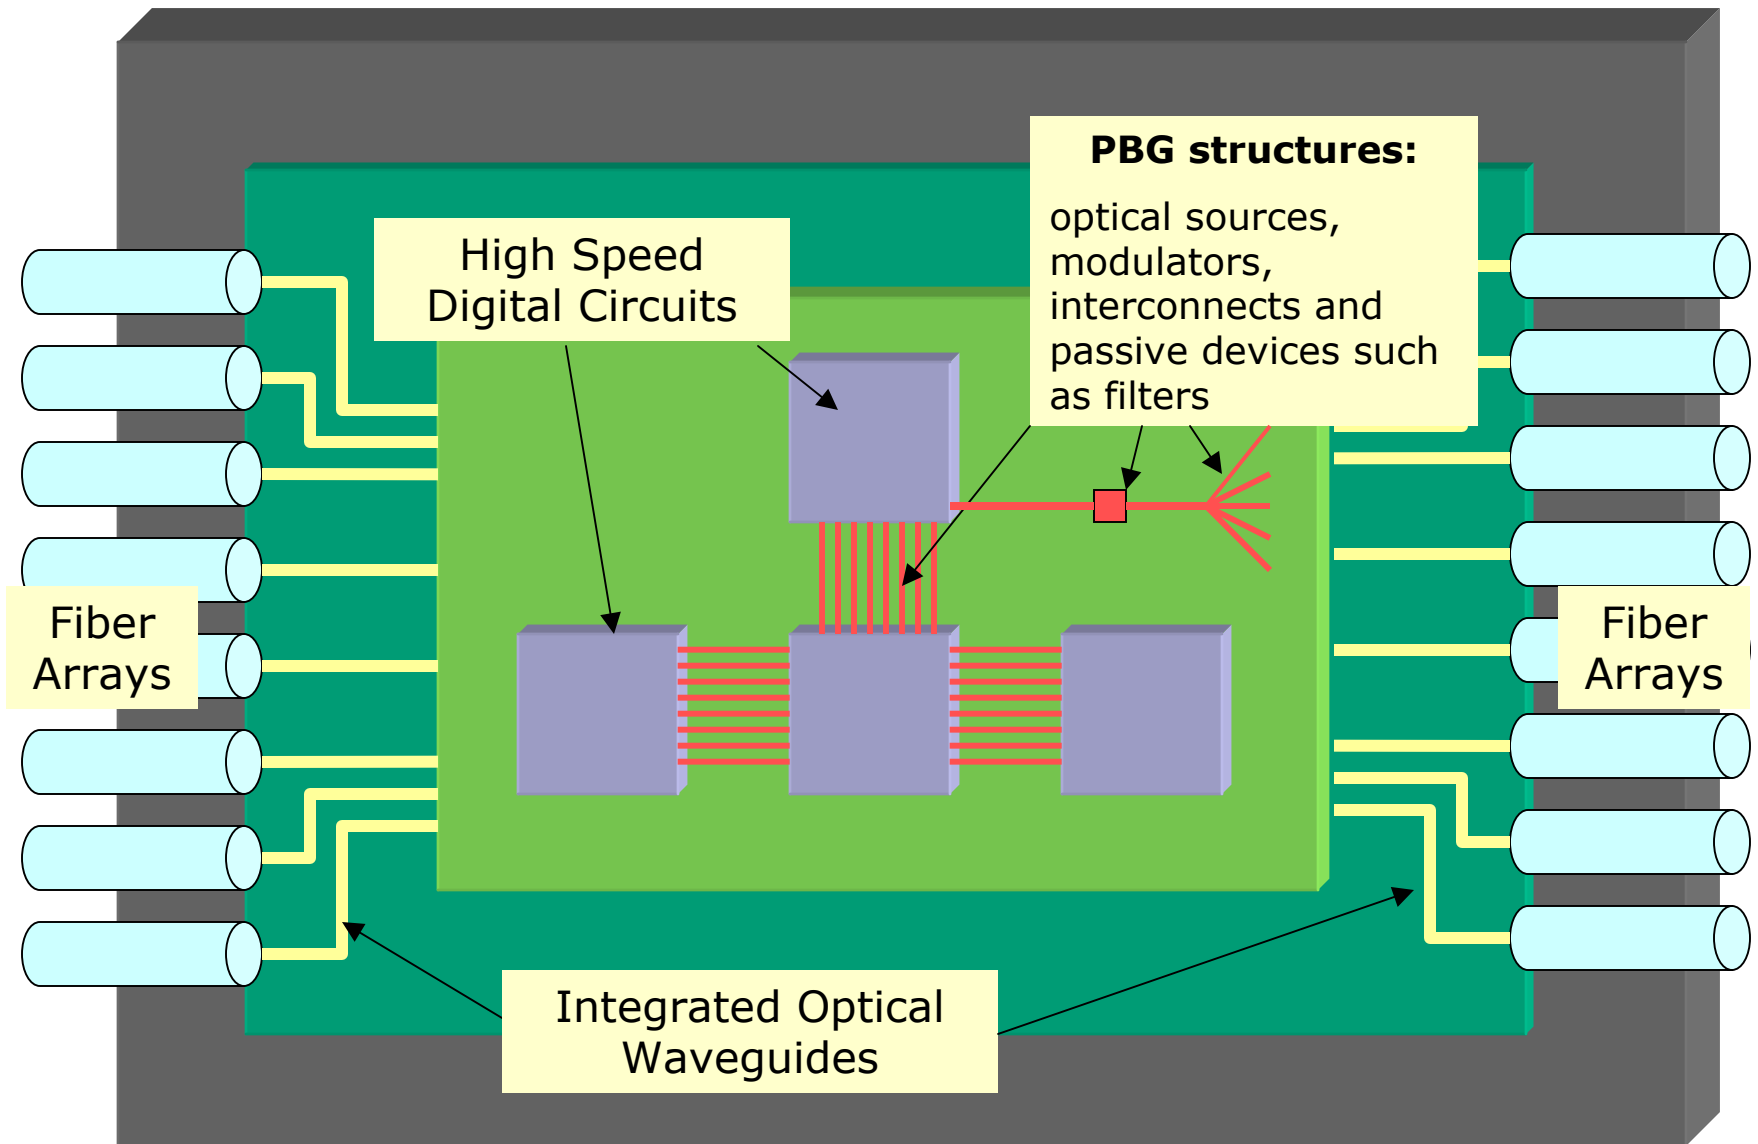 PBG structures:
optical sources,
modulators,
interconnects and
passive devices such
as filters
High Speed
Digital Circuits
Fiber
Arrays
Fiber
Arrays
Integrated Optical
Waveguides